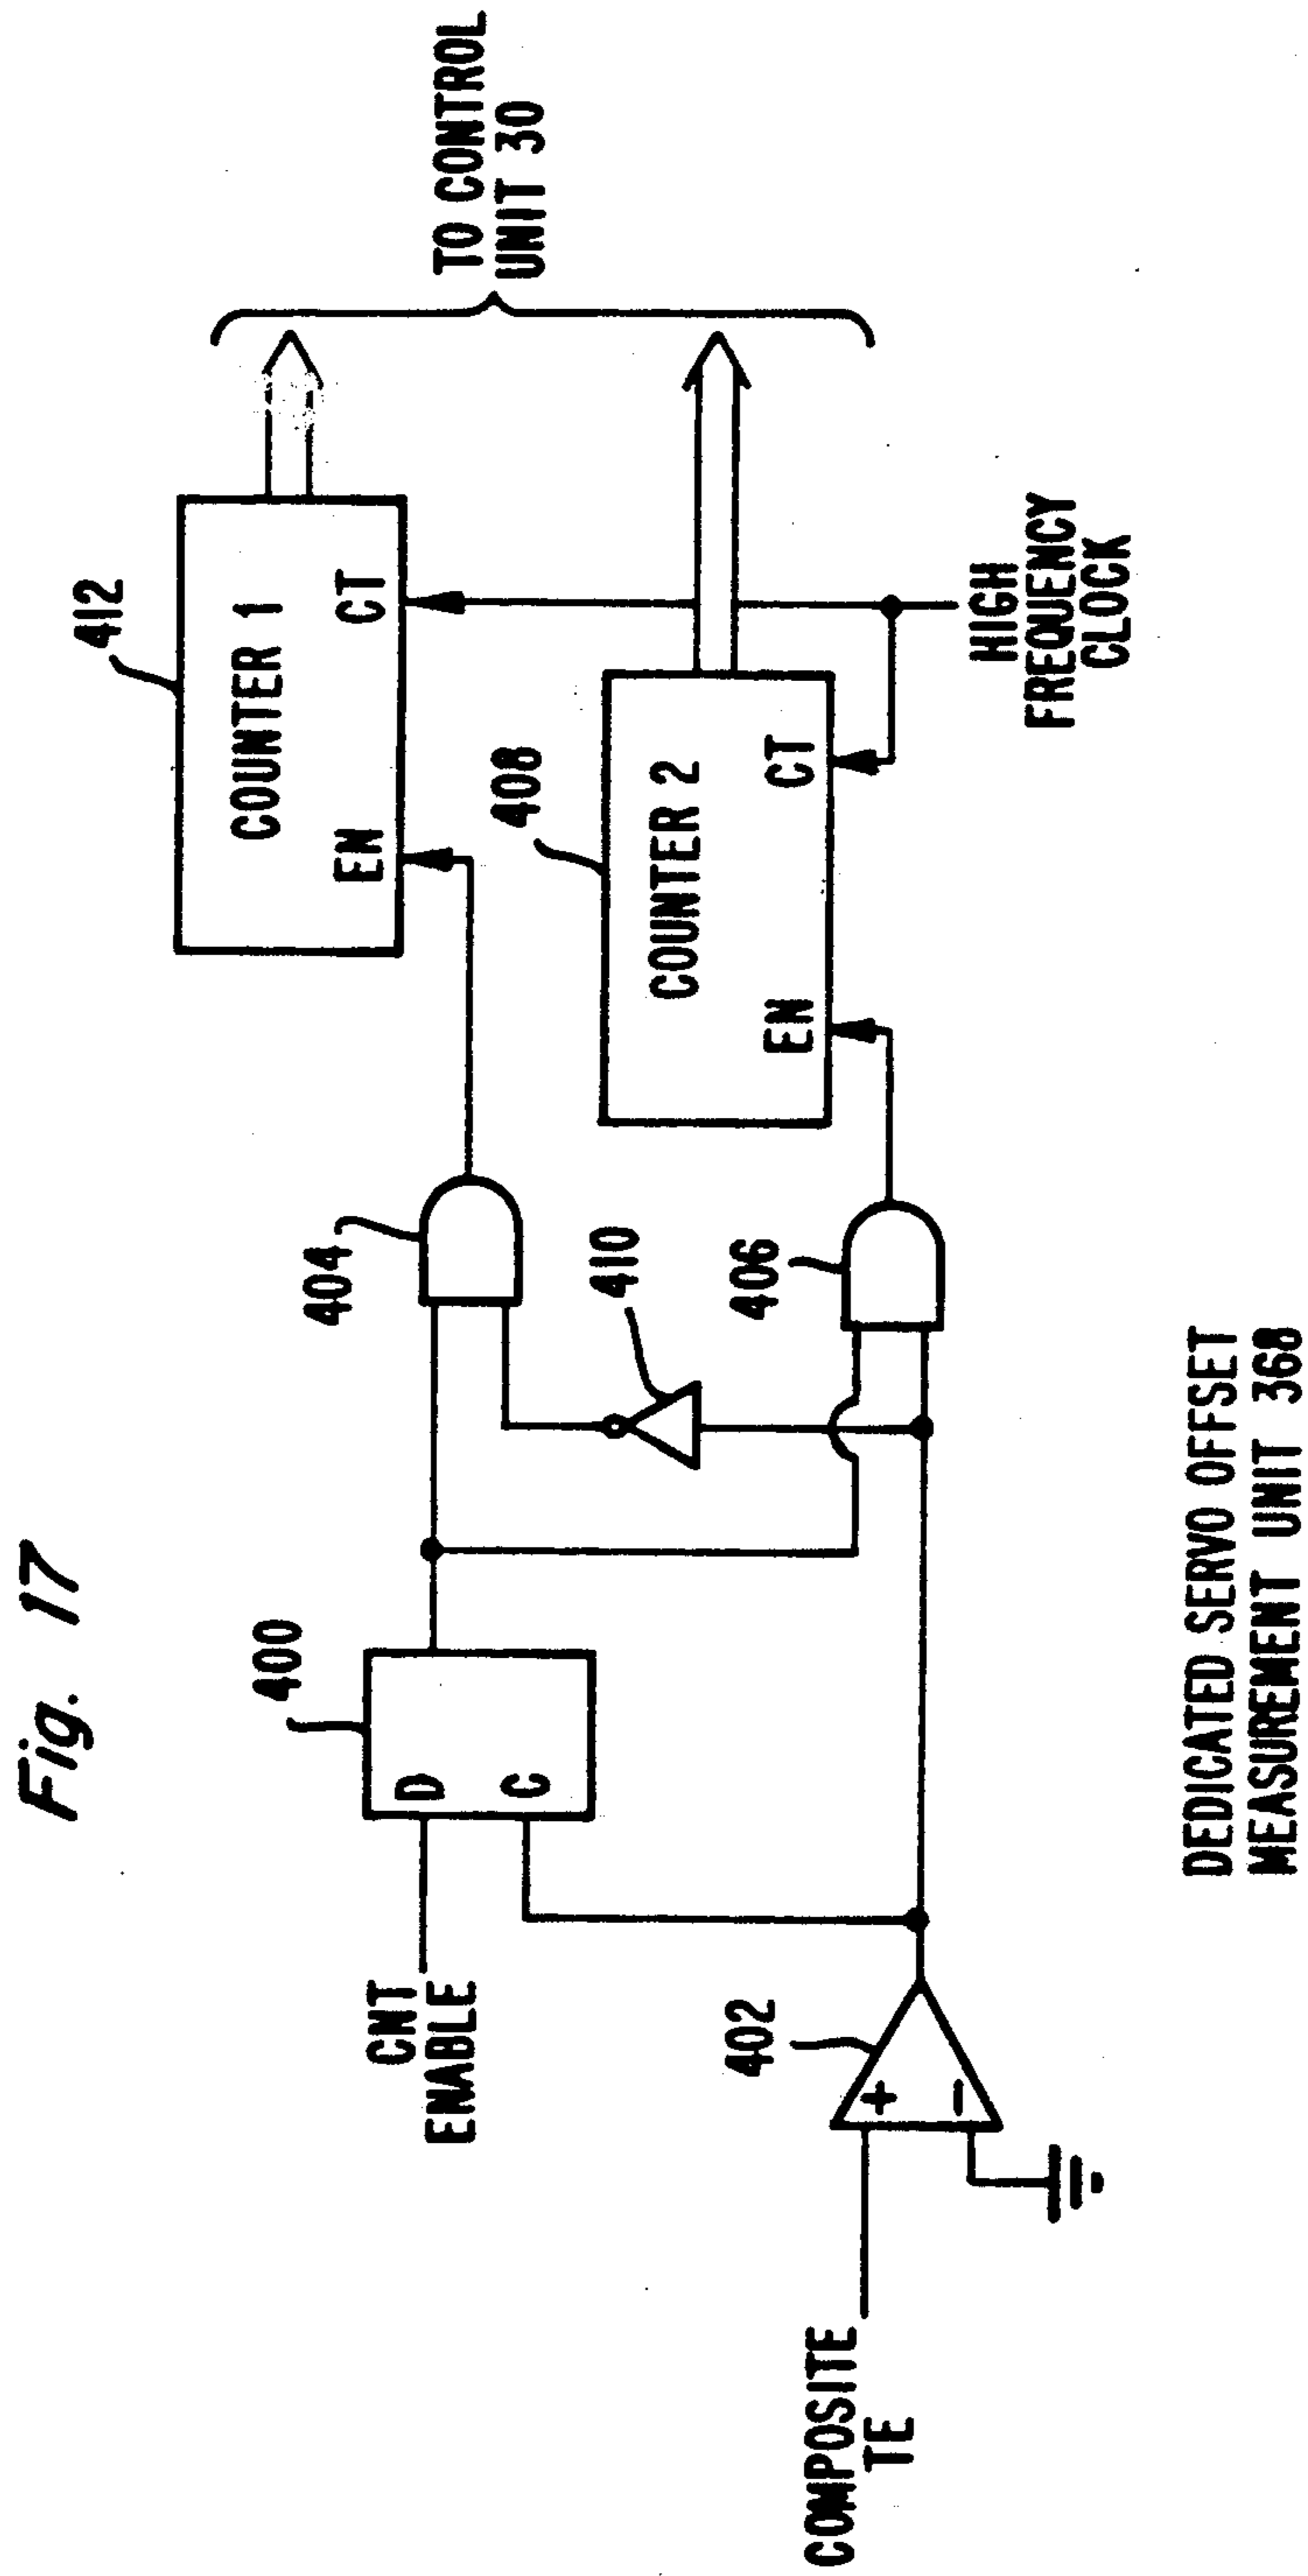 Fig. 17
412
COUNTER 1
EN
CT
TO CONTROL
UNIT 30
404
400
D
C
CNT
ENABLE
410
408
COUNTER 2
EN
CT
406
402
+
−
COMPOSITE
TE
HIGH
FREQUENCY
CLOCK
DEDICATED SERVO OFFSET
MEASUREMENT UNIT 368